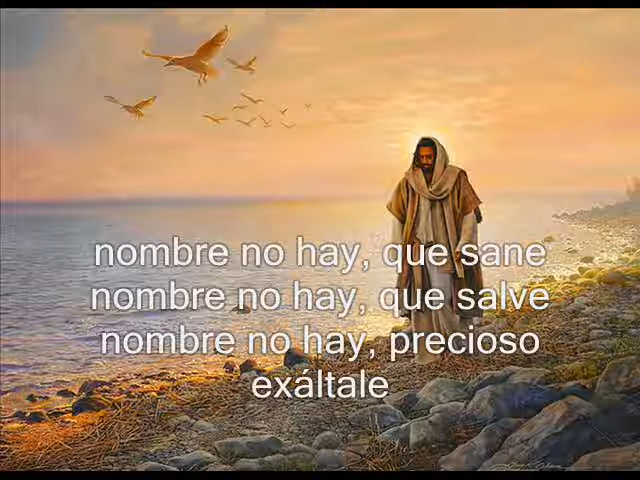 nombre no hay, que sane
nombre no hay, que salve
nombre no hay, precioso
exáltale